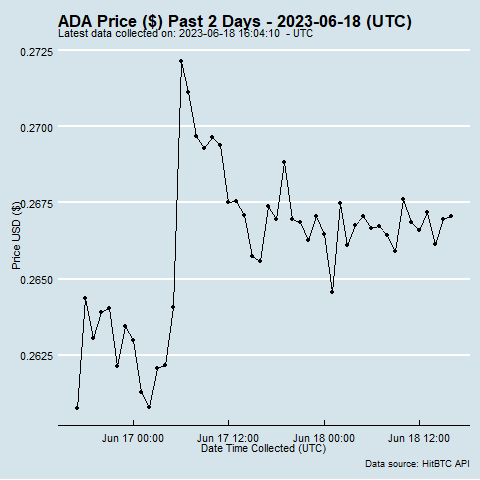 ADA Price ($) Past 2 Days - 2023-06-18 (UTC)
Latest data collected on: 2023-06-18 16:04:10  - UTC
0.2725
0.2700
0.2675
0.2650
0.2625
Price USD ($)
Jun 17 00:00
Jun 17 12:00
Jun 18 00:00
Jun 18 12:00
Date Time Collected (UTC)
Data source: HitBTC API